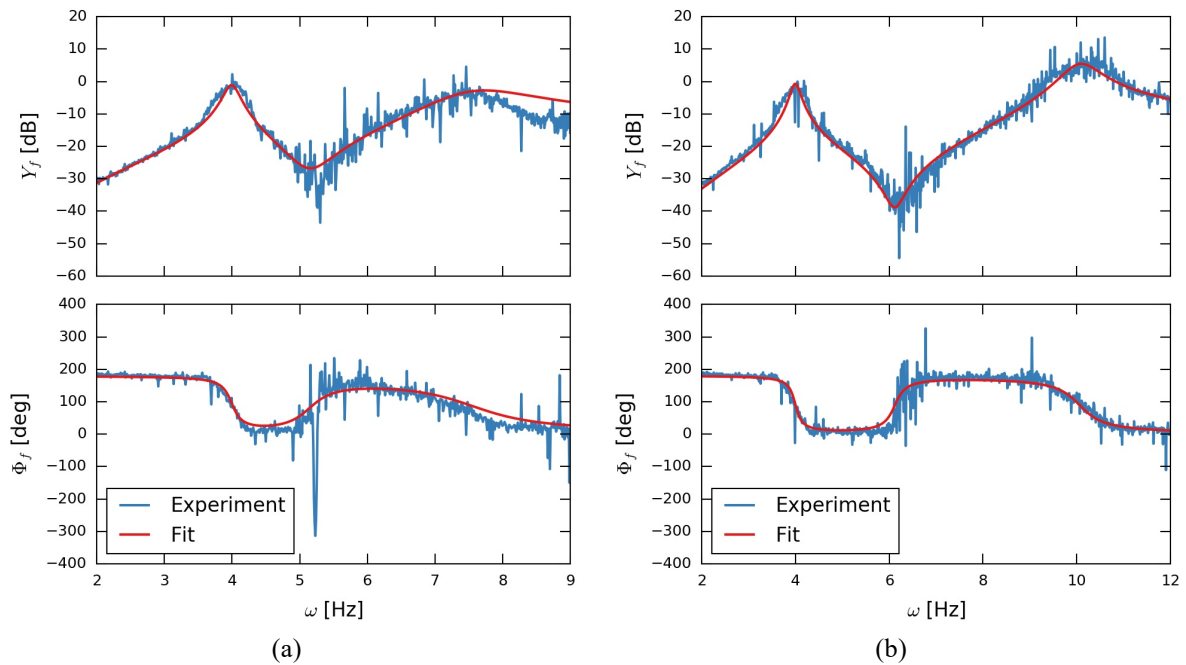 20
10
0
−10
−20
−30
−40
−50
−60
Y_f [dB]
20
10
0
−10
−20
−30
−40
−50
−60
Y_f [dB]
400
300
200
100
0
−100
−200
−300
−400
Φ_f [deg]
Experiment
Fit
2 3 4 5 6 7 8 9
ω [Hz]
400
300
200
100
0
−100
−200
−300
−400
Φ_f [deg]
Experiment
Fit
2 4 6 8 10 12
ω [Hz]
(a)
(b)